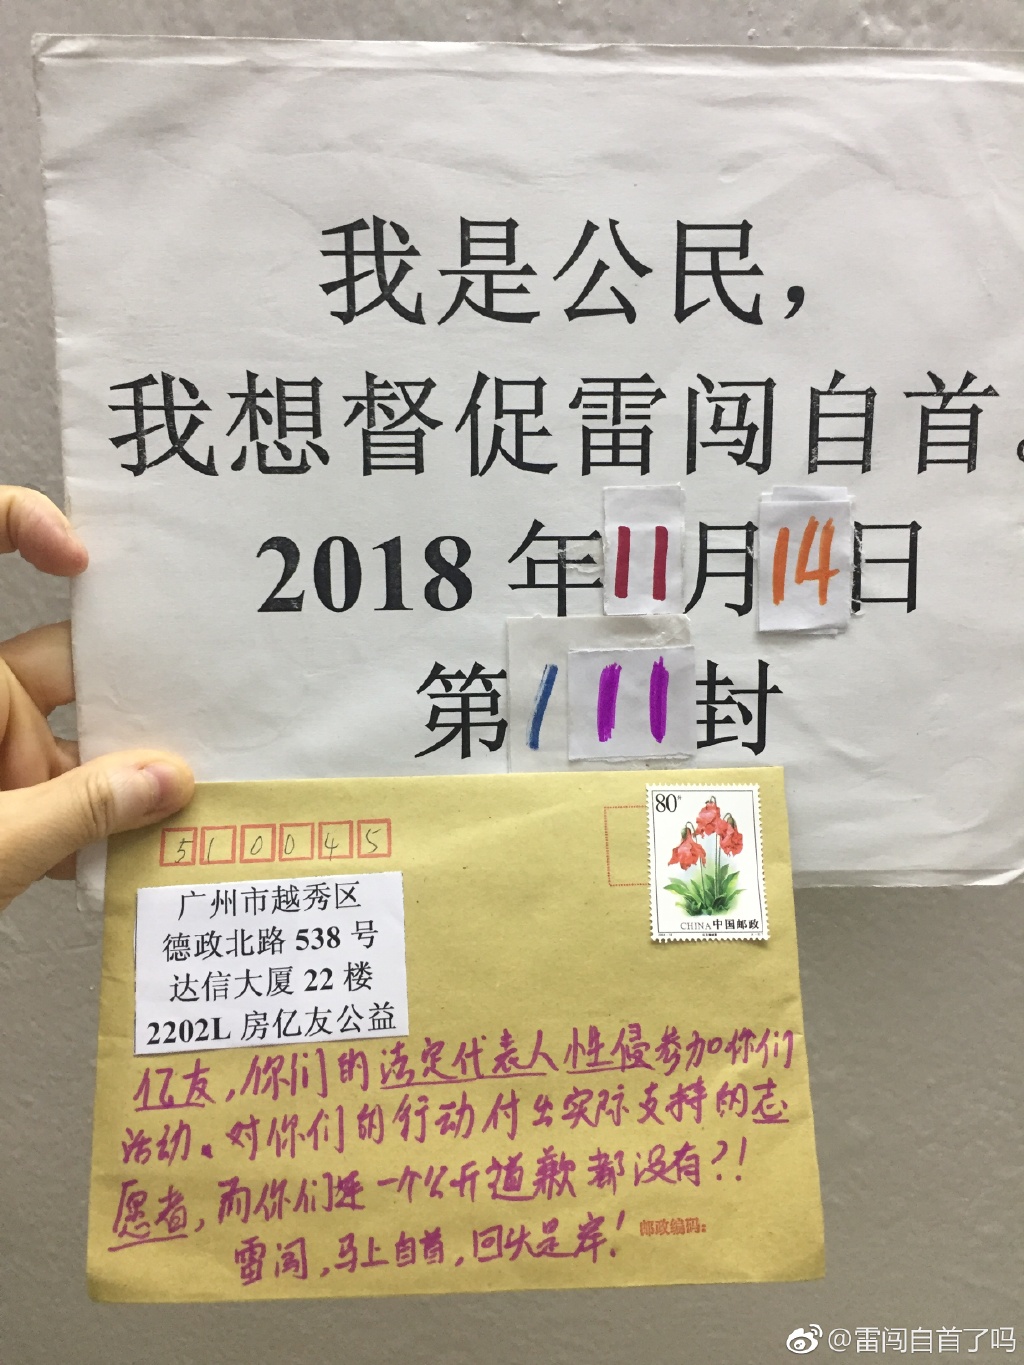 我是公民，
我想督促雷闯自首。
2018 年11月14日
第111封
80分
CHINA中国邮政
510045
广州市越秀区
德政北路 538 号
达信大厦 22 楼
2202L 房亿友公益
亿友，你们的法定代表人性侵参加你们
活动。对你们的行动付出实际支持的志
愿者，而你们连一个公开道歉都没有？！
雷闯，马上自首，回头是岸！
邮政编码：
@雷闯自首了吗